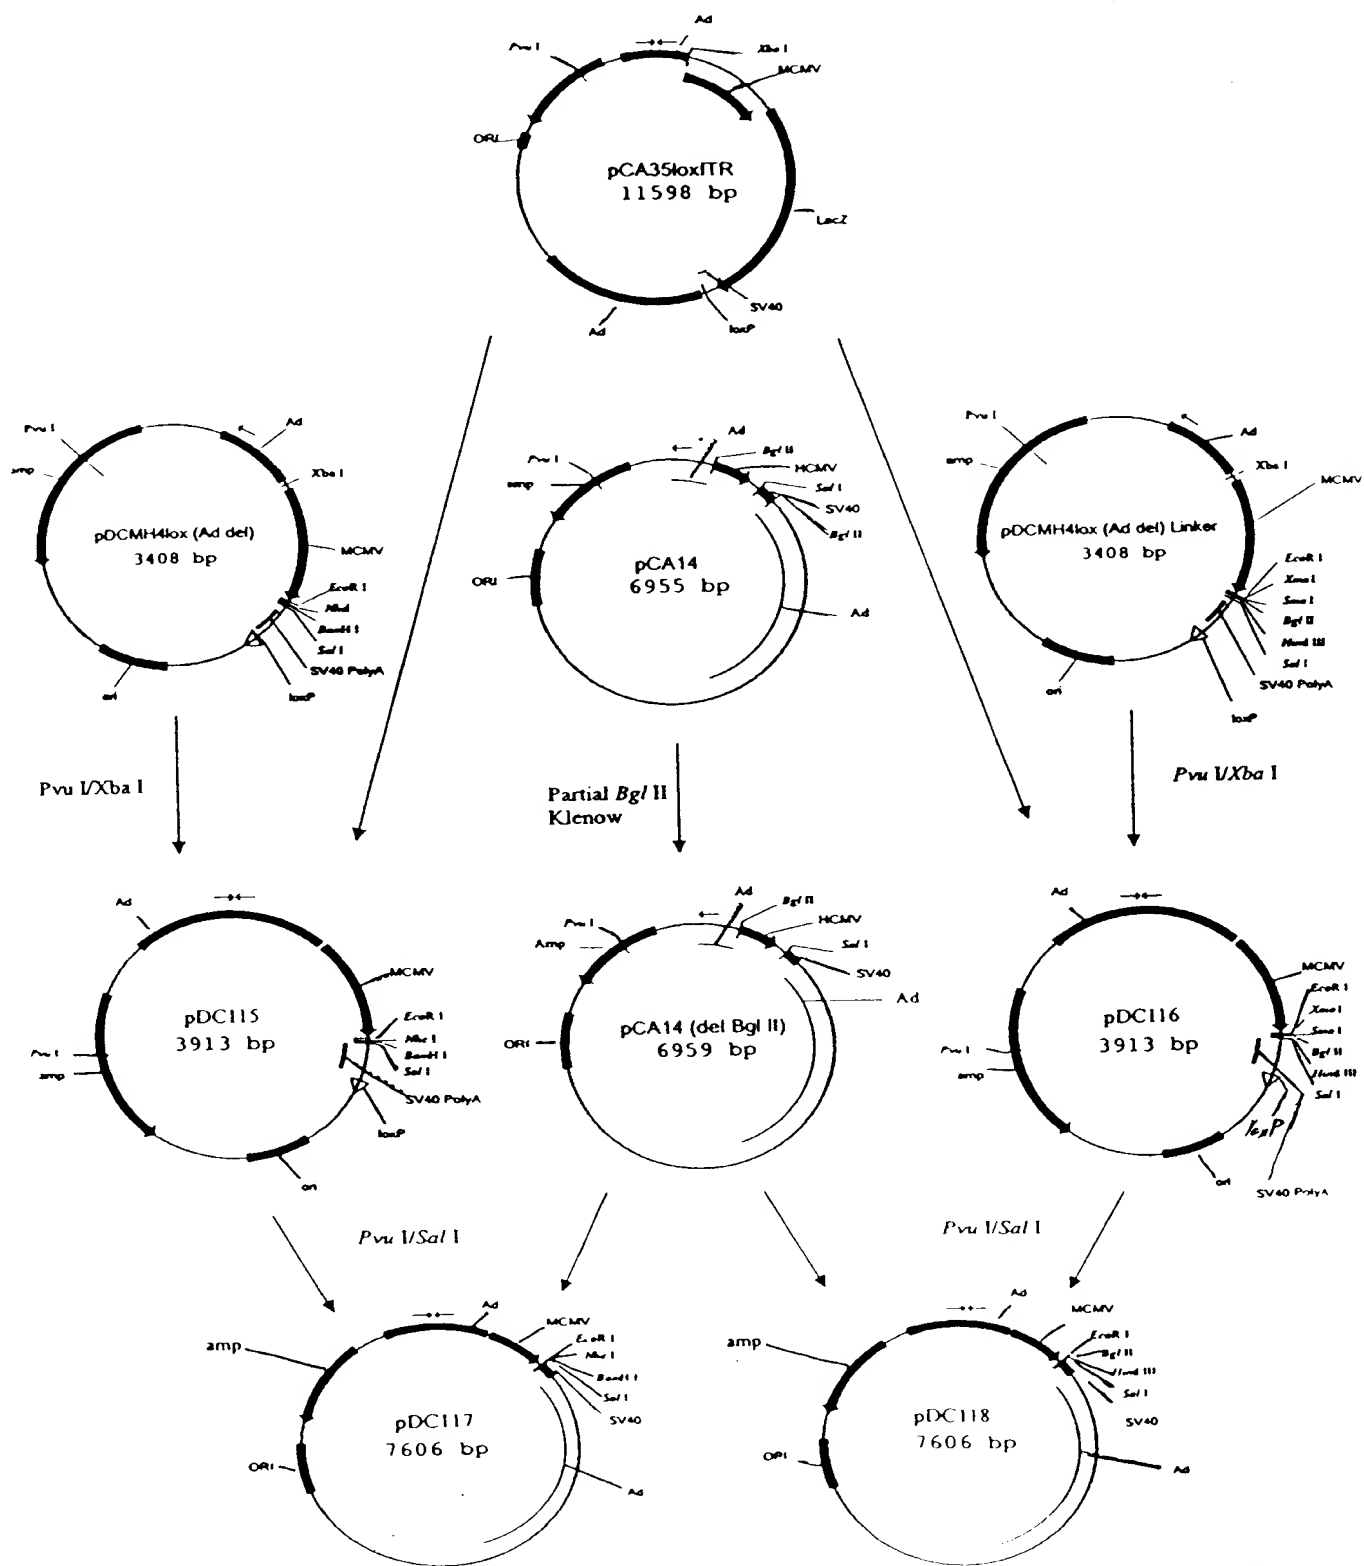 Ad
Pvu I
Xba I
MCMV
ORI
pCA35loxITR
11598 bp
LacZ
SV40
loxP
Ad
Pvu I
Ad
amp
Xba I
pDCMH4lox (Ad del)
3408 bp
MCMV
EcoR I
NheI
BamH I
Sal I
SV40 PolyA
ori
loxP
Ad
Bgl II
Pvu I
HCMV
amp
Sal I
SV40
Bgl II
pCA14
6955 bp
ORI
Ad
Pvu I
Ad
amp
Xba I
MCMV
pDCMH4lox (Ad del) Linker
3408 bp
EcoR I
Xma I
Sma I
Bgl II
Hind III
Sal I
SV40 PolyA
ori
loxP
Pvu I/Xba I
Partial Bgl II
Klenow
Pvu I/Xba I
Ad
MCMV
pDC115
3913 bp
EcoR I
Nhe I
BamH I
Sal I
Pvu I
amp
SV40 PolyA
loxP
ori
Ad
Bgl II
Pvu I
HCMV
Amp
Sal I
SV40
Ad
pCA14 (del Bgl II)
6959 bp
ORI
Ad
MCMV
EcoR I
pDC116
3913 bp
Xma I
Sma I
Bgl II
Hind III
Sal I
Pvu I
amp
loxP
ori
SV40 PolyA
Pvu I/Sal I
Pvu I/Sal I
Ad
MCMV
amp
EcoR I
Nhe I
BamH I
Sal I
SV40
pDC117
7606 bp
ORI
Ad
Ad
MCMV
amp
EcoR I
Bgl II
Hind III
Sal I
SV40
pDC118
7606 bp
ORI
Ad